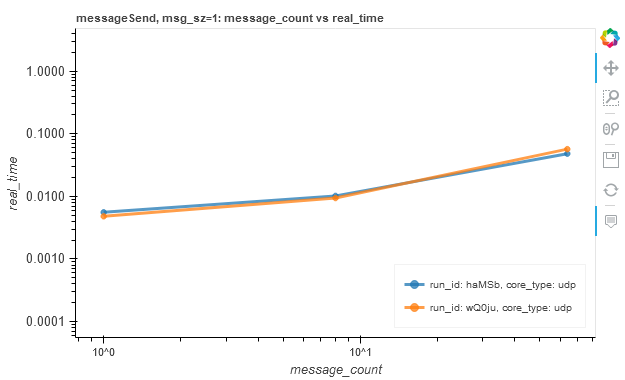 messageSend, msg_sz=1: message_count vs real_time
1.0000
0.1000
0.0100
0.0010
0.0001
real_time
10^0
10^1
message_count
run_id: haMSb, core_type: udp
run_id: wQ0ju, core_type: udp